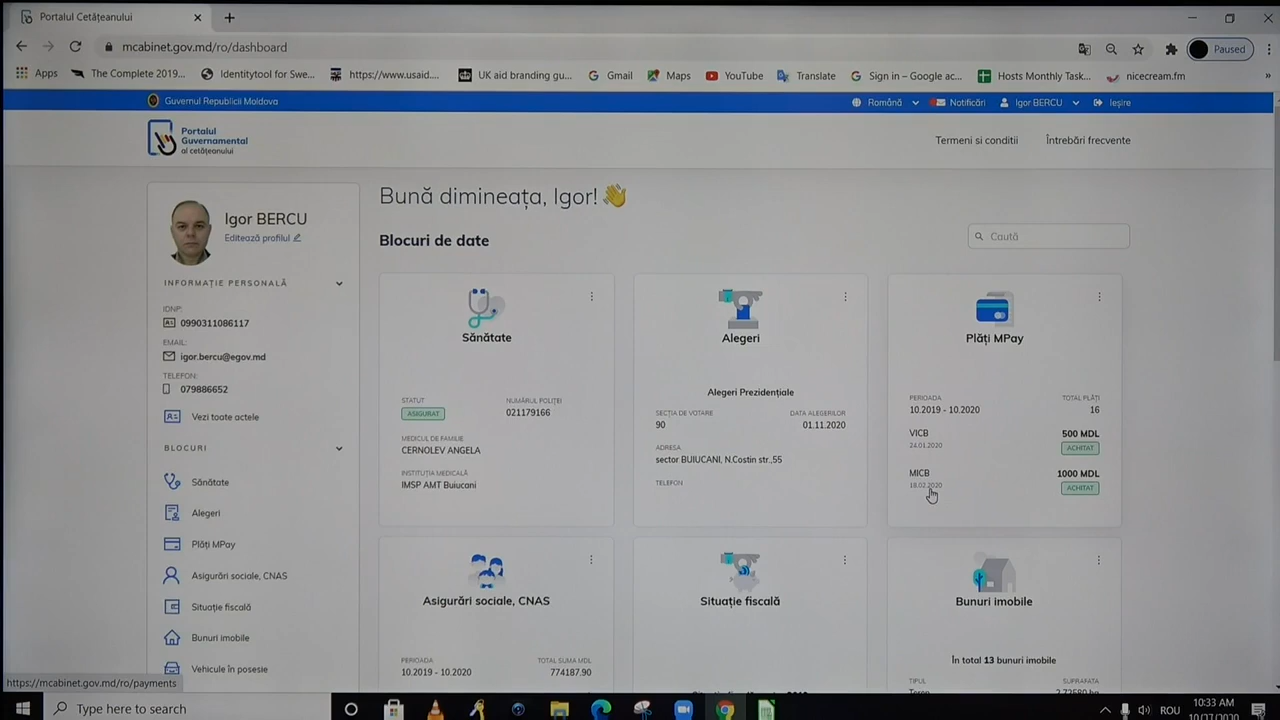 Portalul Cetățeanului
mcabinet.gov.md/ro/dashboard
Paused
Apps
The Complete 2019...
Identitytool for Swe...
https://www.usaid...
UK aid branding gu...
Gmail
Maps
YouTube
Translate
Sign in – Google ac...
Hosts Monthly Task...
nicecream.fm
»
Guvernul Republicii Moldova
Română
Notificări
Igor BERCU
Ieșire
Portalul
Guvernamental
al cetățeanului
Termeni si conditii
Întrebări frecvente
Igor BERCU
Editează profilul
INFORMAȚIE PERSONALĂ
IDNP:
0990311086117
EMAIL:
igor.bercu@egov.md
TELEFON:
079886652
Vezi toate actele
BLOCURI
Sănătate
Alegeri
Plăți MPay
Asigurări sociale, CNAS
Situație fiscală
Bunuri imobile
Vehicule în posesie
Bună dimineața, Igor!
Blocuri de date
Caută
Sănătate
STATUT
ASIGURAT
NUMĂRUL POLIȚEI
021179166
MEDICUL DE FAMILIE
CERNOLEV ANGELA
INSTITUȚIA MEDICALĂ
IMSP AMT Buiucani
Alegeri
Alegeri Prezidențiale
SECȚIA DE VOTARE
90
DATA ALEGERILOR
01.11.2020
ADRESA
sector BUIUCANI, N.Costin str.,55
TELEFON
Plăți MPay
PERIOADA
10.2019 - 10.2020
TOTAL PLĂȚI
16
VICB
24.01.2020
500 MDL
ACHITAT
MICB
18.02.2020
1000 MDL
ACHITAT
Asigurări sociale, CNAS
PERIOADA
10.2019 - 10.2020
TOTAL SUMA MDL
774187.90
Situație fiscală
Bunuri imobile
În total 13 bunuri imobile
TIPUL
Teren
SUPRAFAȚA
https://mcabinet.gov.md/ro/payments
Type here to search
ROU
10:33 AM